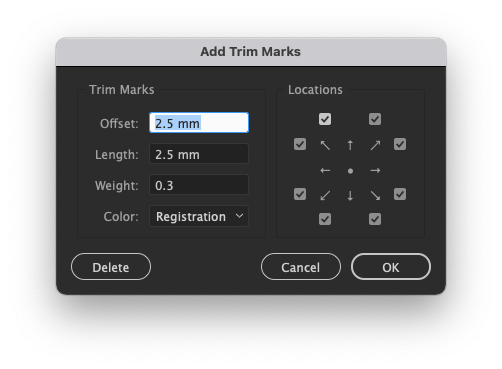 Add Trim Marks
Trim Marks
Offset: 2.5 mm
Length: 2.5 mm
Weight: 0.3
Color: Registration
Locations
Delete
Cancel
OK